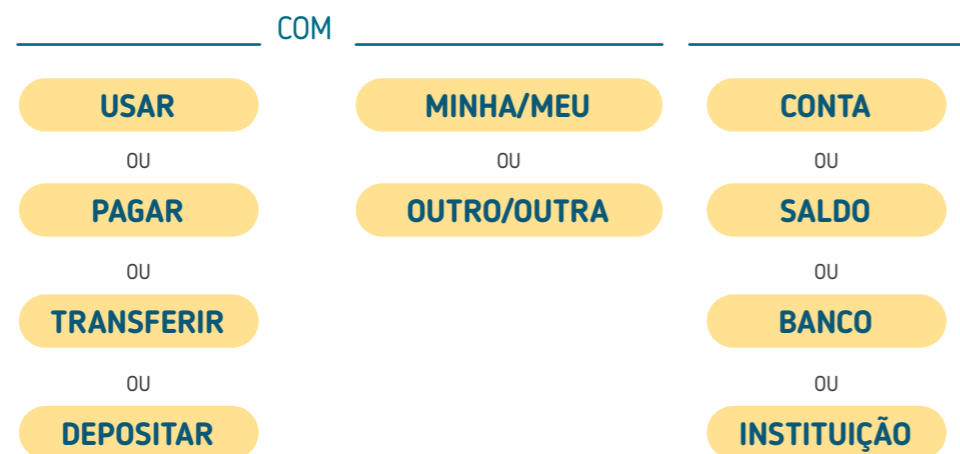 COM
USAR MINHA/MEU CONTA
OU OU OU
PAGAR OUTRO/OUTRA SALDO
OU OU
TRANSFERIR BANCO
OU OU
DEPOSITAR INSTITUIÇÃO